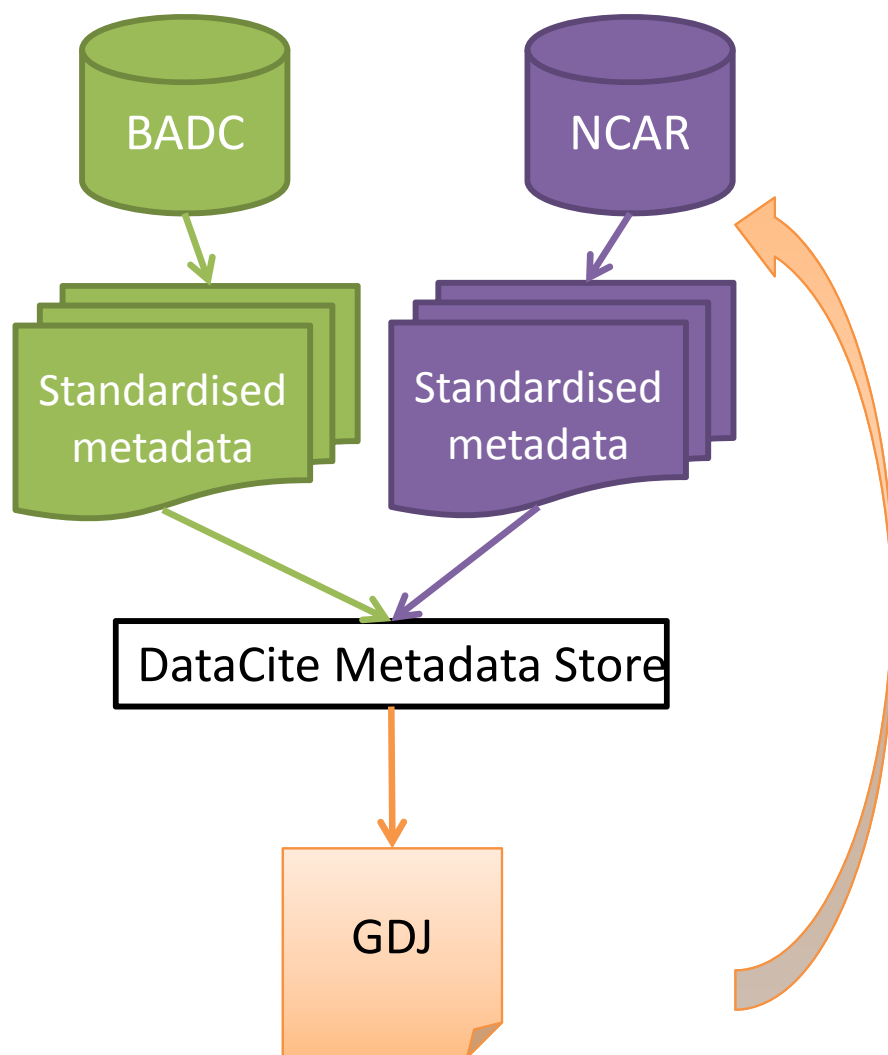 BADC
NCAR
Standardised
metadata
Standardised
metadata
DataCite Metadata Store
GDJ